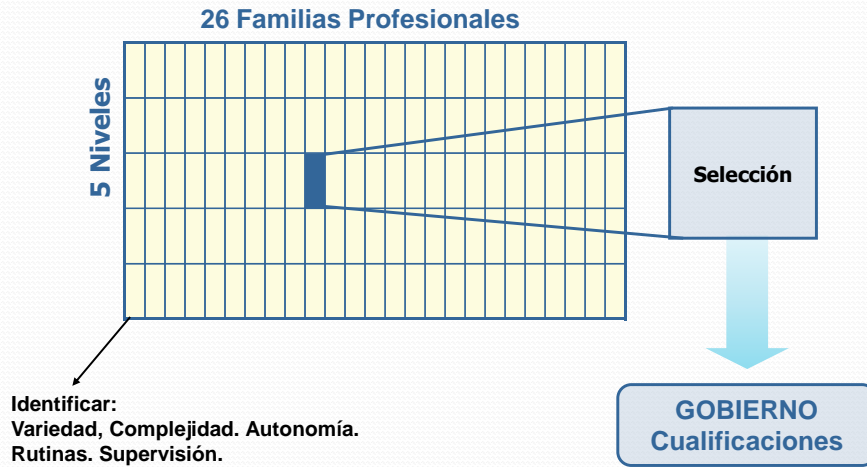 26 Familias Profesionales
5 Niveles
Selección
Identificar:
Variedad, Complejidad. Autonomía.
Rutinas. Supervisión.
GOBIERNO
Cualificaciones